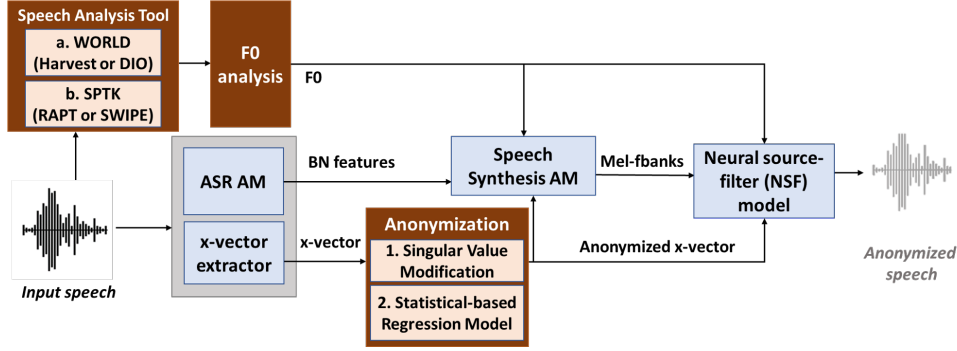 Speech Analysis Tool
a. WORLD
(Harvest or DIO)
b. SPTK
(RAPT or SWIPE)
F0
analysis
F0
ASR AM
BN features
x-vector
extractor
x-vector
Input speech
Anonymization
1. Singular Value
Modification
2. Statistical-based
Regression Model
Speech
Synthesis AM
Mel-fbanks
Anonymized x-vector
Neural source-
filter (NSF)
model
Anonymized
speech